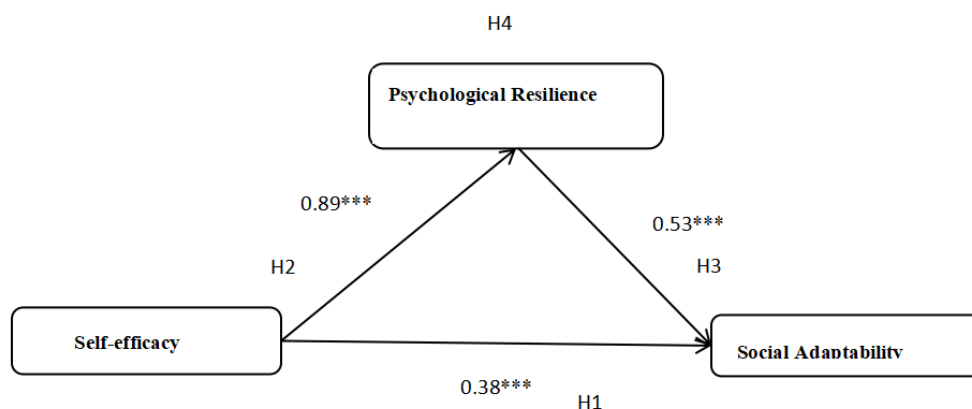 H4
Psychological Resilience
0.89***
0.53***
H2
H3
Self-efficacy
Social Adaptability
0.38***
H1